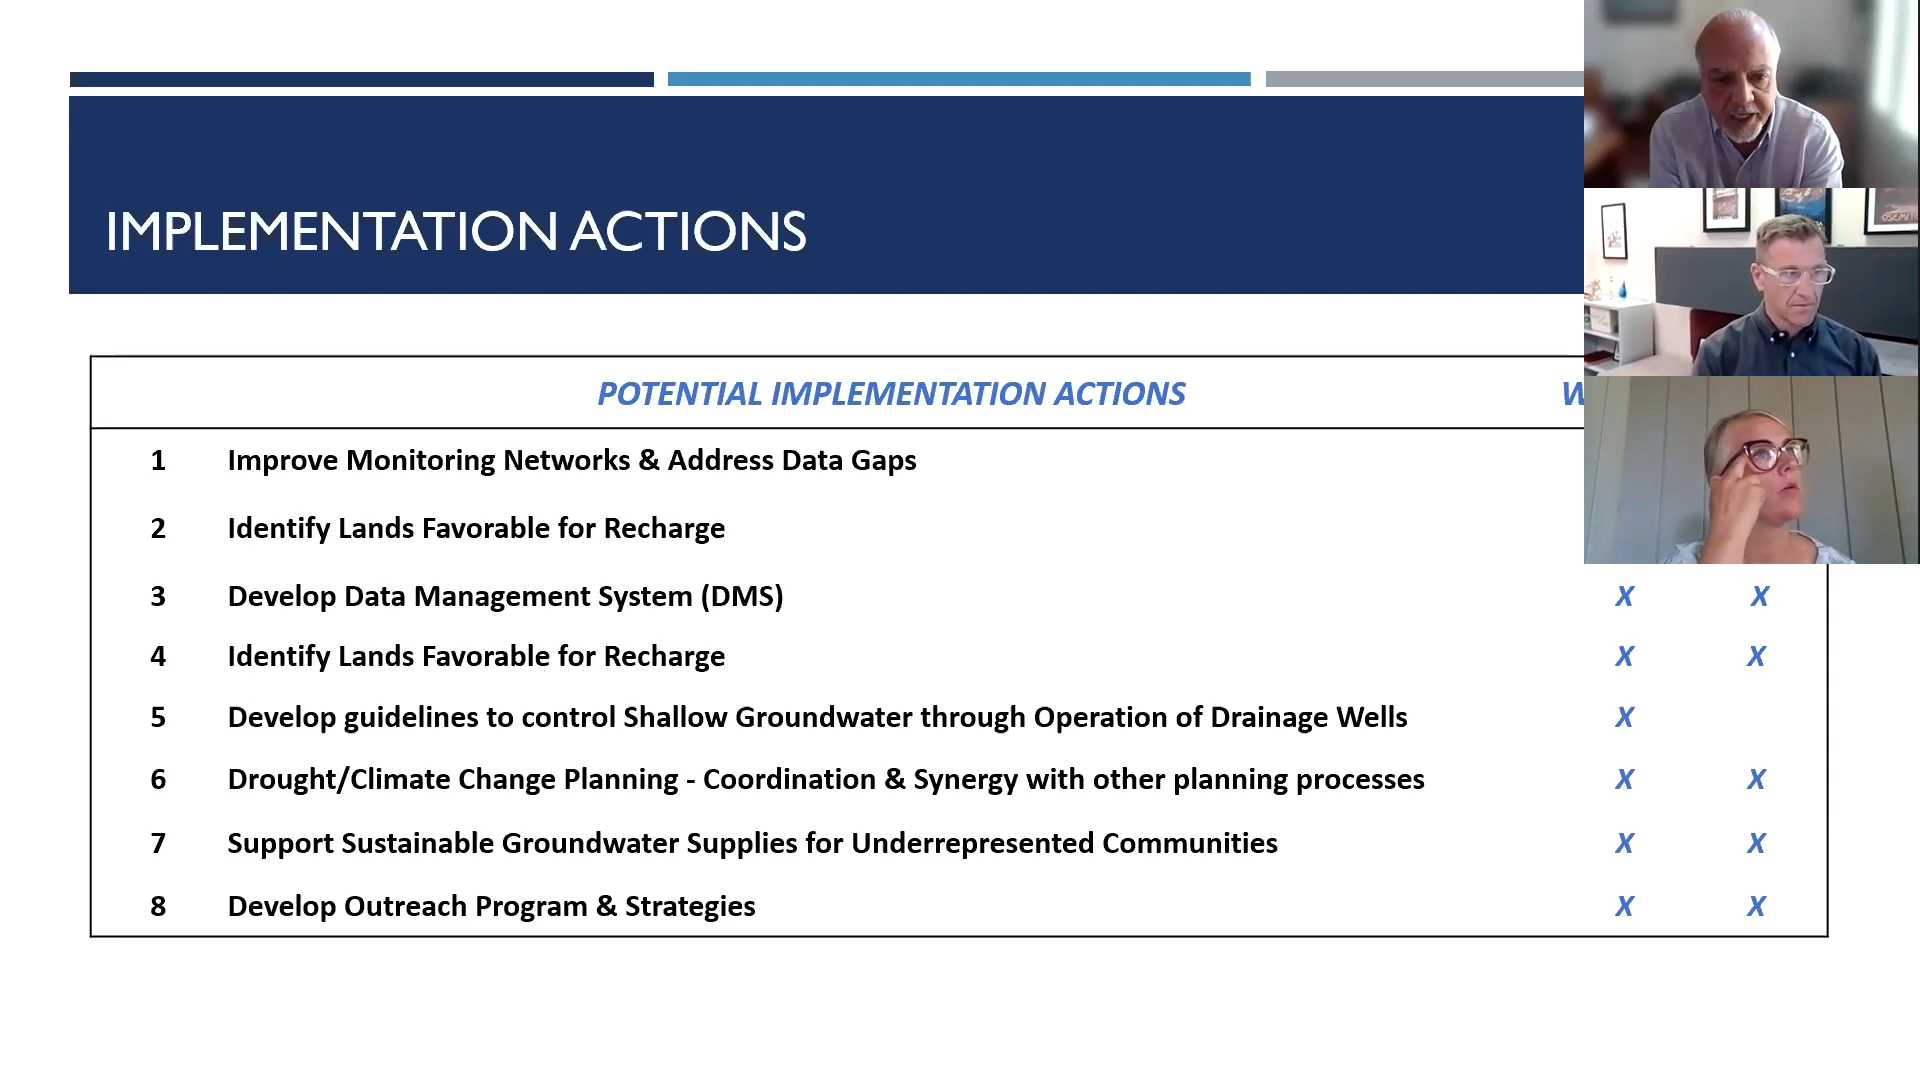 IMPLEMENTATION ACTIONS
POTENTIAL IMPLEMENTATION ACTIONS
1 Improve Monitoring Networks & Address Data Gaps
2 Identify Lands Favorable for Recharge
3 Develop Data Management System (DMS) X X
4 Identify Lands Favorable for Recharge X X
5 Develop guidelines to control Shallow Groundwater through Operation of Drainage Wells X
6 Drought/Climate Change Planning - Coordination & Synergy with other planning processes X X
7 Support Sustainable Groundwater Supplies for Underrepresented Communities X X
8 Develop Outreach Program & Strategies X X